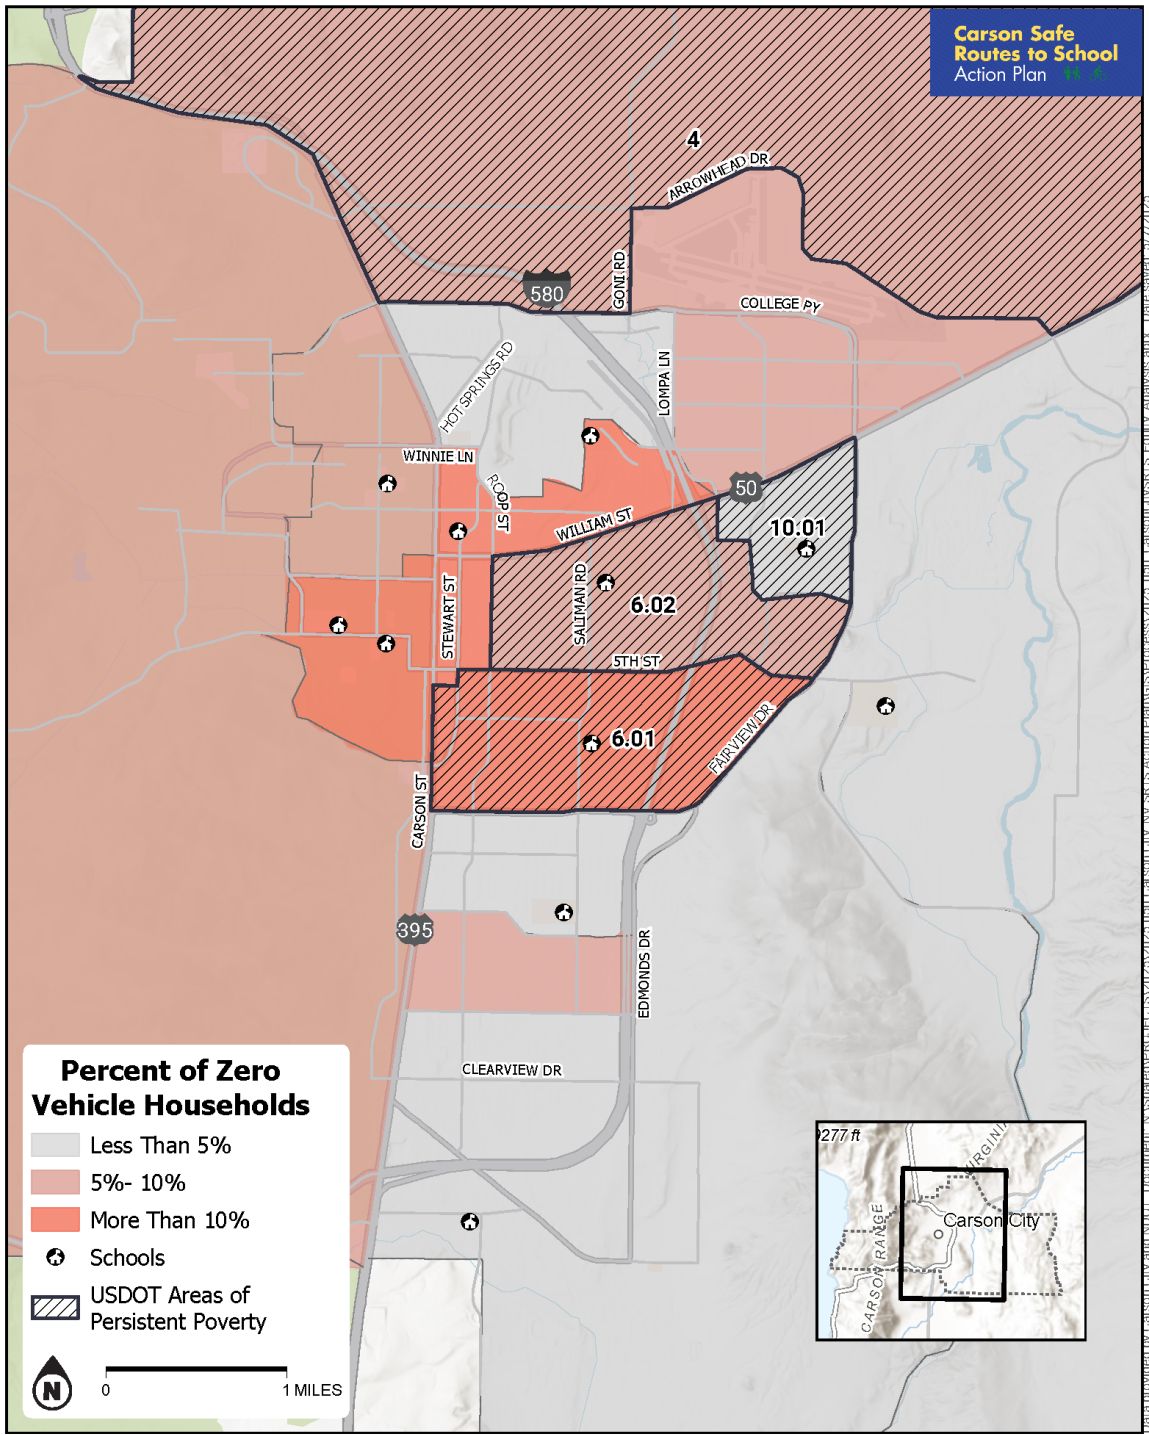 Carson Safe
Routes to School
Action Plan
4
ARROWHEAD DR
GONI RD
580
COLLEGE PY
HOT SPRINGS RD
LOMPA LN
WINNIE LN
ROOP ST
50
WILLIAM ST
10.01
STEWART ST
SALIMAN RD
6.02
5TH ST
6.01
FAIRVIEW DR
CARSON ST
395
EDMONDS DR
CLEARVIEW DR
Percent of Zero
Vehicle Households
Less Than 5%
5%- 10%
More Than 10%
Schools
USDOT Areas of
Persistent Poverty
N
0 1 MILES
9277 ft
VIRGINIA
CARSON RANGE
Carson City